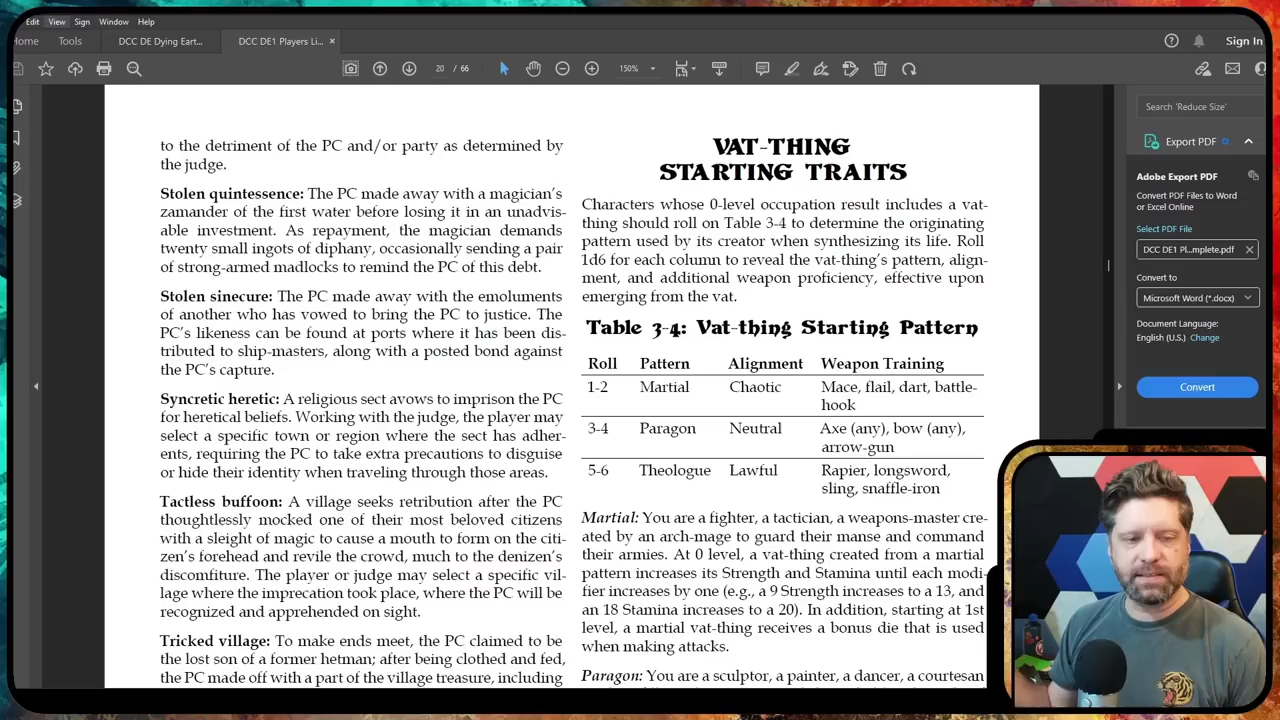 Edit View Sign Window Help
Home Tools DCC DE Dying Eart... DCC DE1 Players Li... × Sign In
20 / 66 150%
to the detriment of the PC and/or party as determined by
the judge.
Stolen quintessence: The PC made away with a magician's
zamander of the first water before losing it in an unadvis-
able investment. As repayment, the magician demands
twenty small ingots of diphany, occasionally sending a pair
of strong-armed madlocks to remind the PC of this debt.
Stolen sinecure: The PC made away with the emoluments
of another who has vowed to bring the PC to justice. The
PC's likeness can be found at ports where it has been dis-
tributed to ship-masters, along with a posted bond against
the PC's capture.
Syncretic heretic: A religious sect avows to imprison the PC
for heretical beliefs. Working with the judge, the player may
select a specific town or region where the sect has adher-
ents, requiring the PC to take extra precautions to disguise
or hide their identity when traveling through those areas.
Tactless buffoon: A village seeks retribution after the PC
thoughtlessly mocked one of their most beloved citizens
with a sleight of magic to cause a mouth to form on the citi-
zen's forehead and revile the crowd, much to the denizen's
discomfiture. The player or judge may select a specific vil-
lage where the imprecation took place, where the PC will be
recognized and apprehended on sight.
Tricked village: To make ends meet, the PC claimed to be
the lost son of a former hetman; after being clothed and fed,
the PC made off with a part of the village treasure, including
VAT-THING
STARTING TRAITS
Characters whose 0-level occupation result includes a vat-
thing should roll on Table 3-4 to determine the originating
pattern used by its creator when synthesizing its life. Roll
1d6 for each column to reveal the vat-thing's pattern, align-
ment, and additional weapon proficiency, effective upon
emerging from the vat.
Table 3-4: Vat-thing Starting Pattern
Roll Pattern Alignment Weapon Training
1-2 Martial Chaotic Mace, flail, dart, battle-
hook
3-4 Paragon Neutral Axe (any), bow (any),
arrow-gun
5-6 Theologue Lawful Rapier, longsword,
sling, snaffle-iron
Martial: You are a fighter, a tactician, a weapons-master cre-
ated by an arch-mage to guard their manse and command
their armies. At 0 level, a vat-thing created from a martial
pattern increases its Strength and Stamina until each modi-
fier increases by one (e.g., a 9 Strength increases to a 13, and
an 18 Stamina increases to a 20). In addition, starting at 1st
level, a martial vat-thing receives a bonus die that is used
when making attacks.
Paragon: You are a sculptor, a painter, a dancer, a courtesan
Search 'Reduce Size'
Export PDF
Adobe Export PDF
Convert PDF Files to Word
or Excel Online
Select PDF File
DCC DE1 Pl...mplete.pdf ×
Convert to
Microsoft Word (*.docx)
Document Language:
English (U.S.) Change
Convert